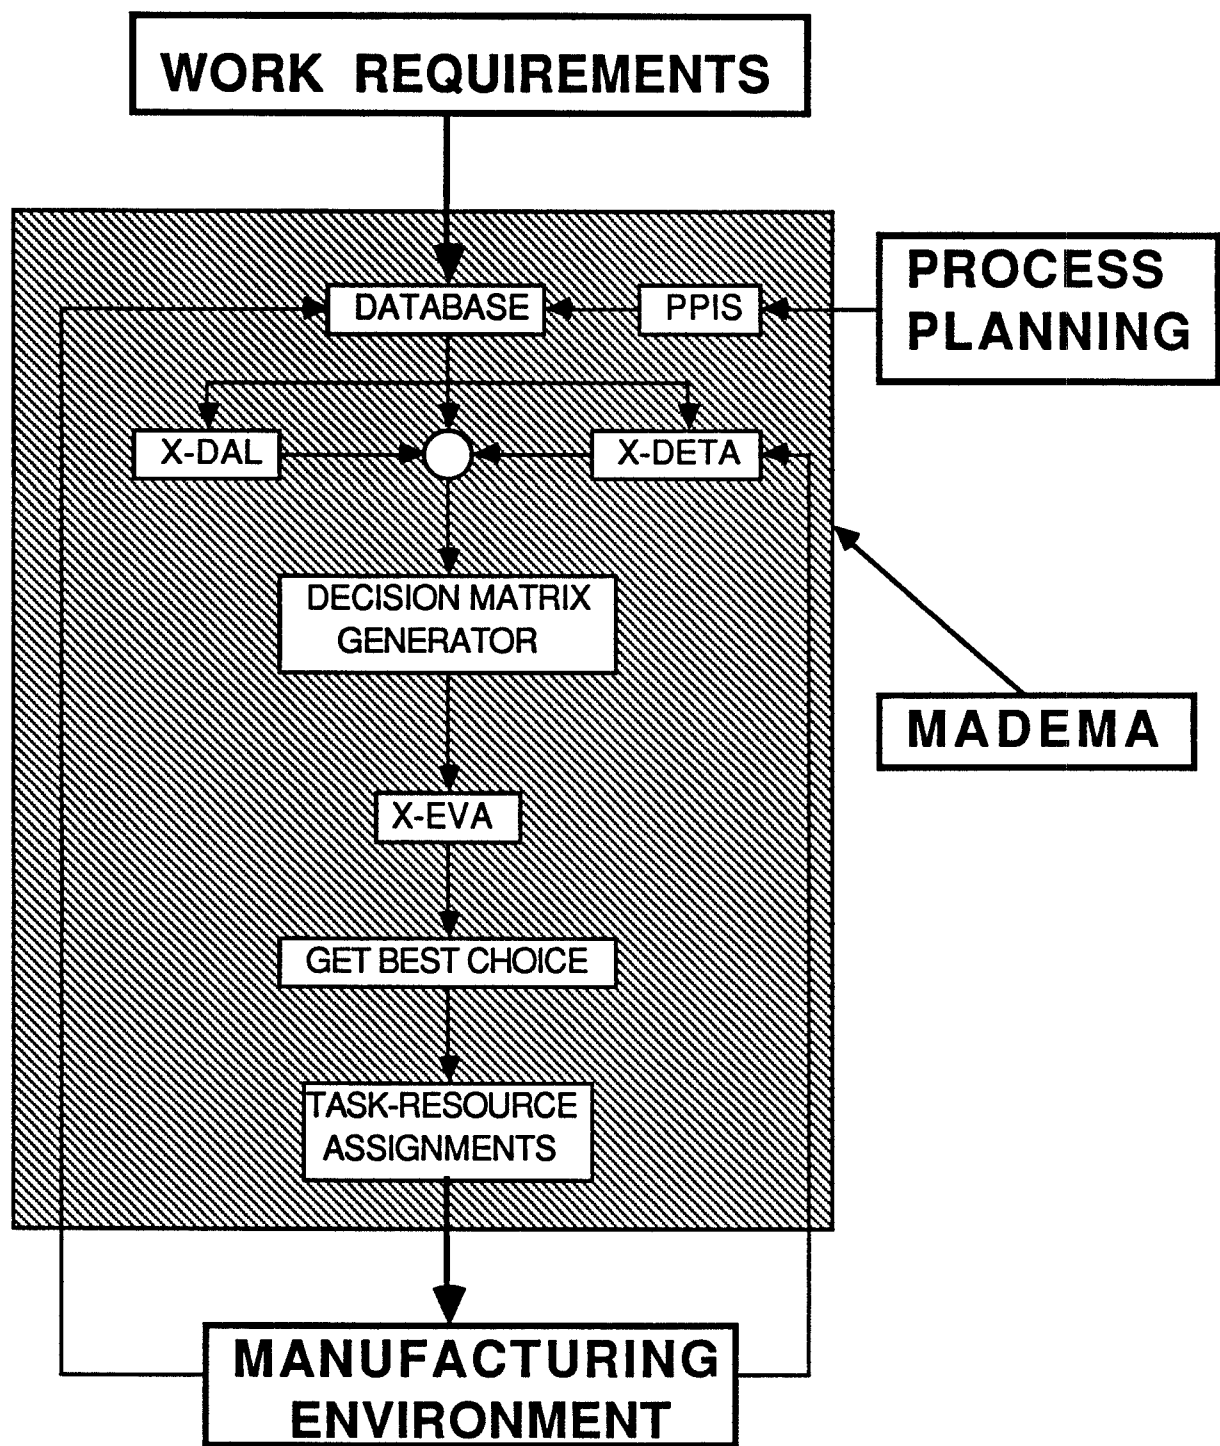 WORK REQUIREMENTS
PROCESS
PLANNING
DATABASE
PPIS
X-DAL
X-DETA
DECISION MATRIX
GENERATOR
MADEMA
X-EVA
GET BEST CHOICE
TASK-RESOURCE
ASSIGNMENTS
MANUFACTURING
ENVIRONMENT